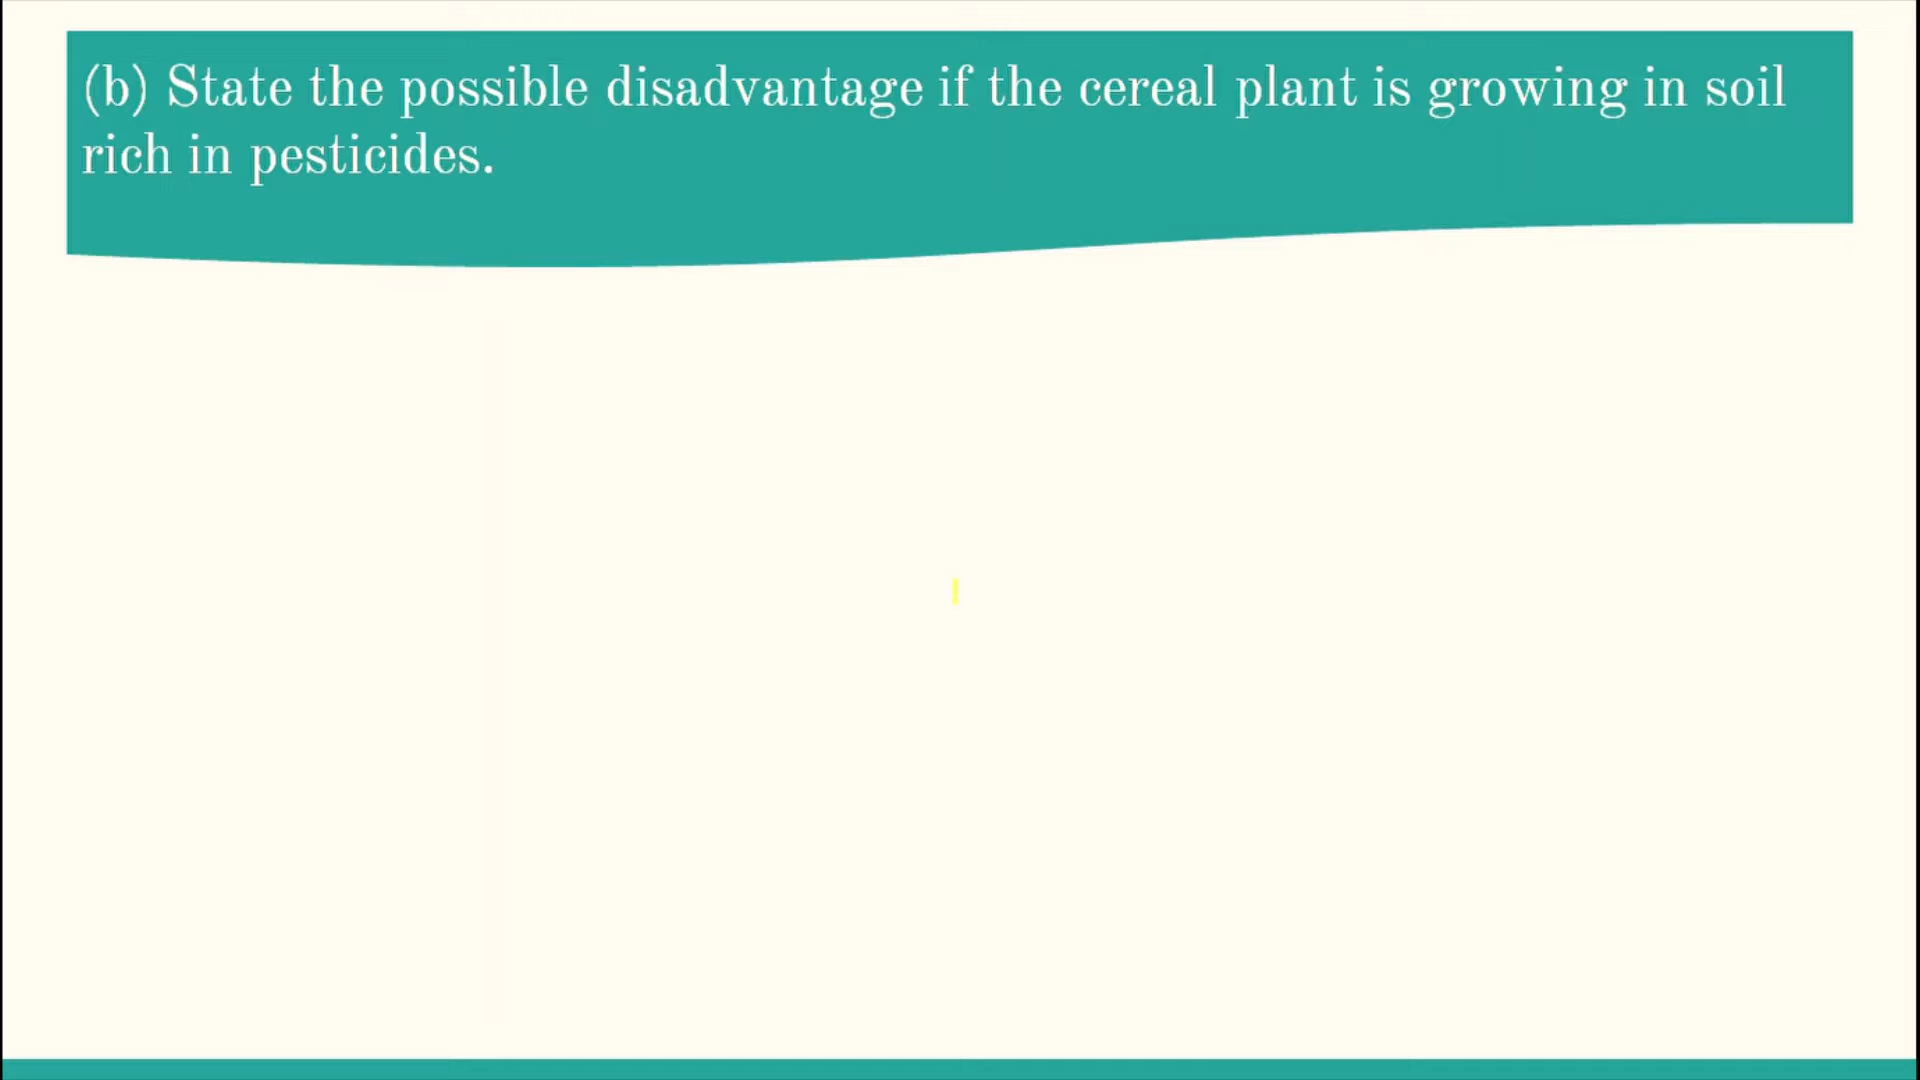 (b) State the possible disadvantage if the cereal plant is growing in soil
rich in pesticides.